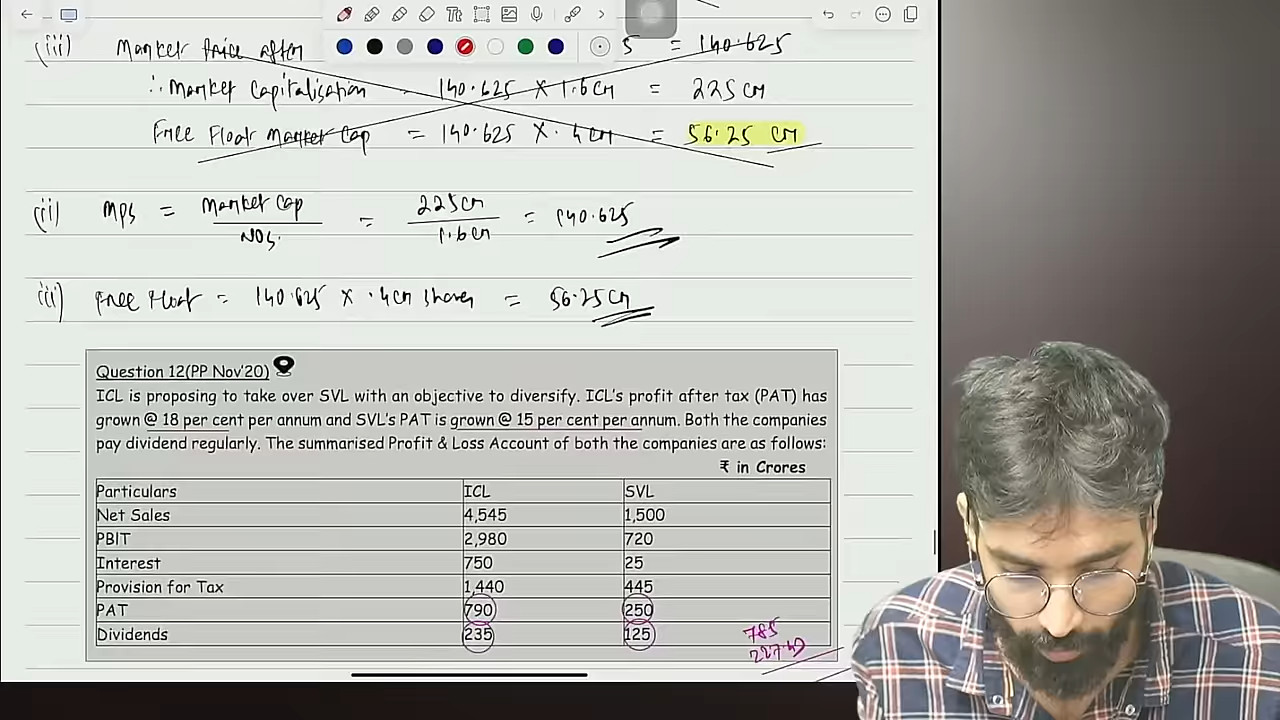 (iii) Market Price after 5 = 140.625
∴ Market Capitalisation = 140.625 X 1.6 Cr = 225 Cr
Free Float Market Cap = 140.625 X .4 Cr = 56.25 Cr
(ii) MPS = Market Cap / NOS. = 225 Cr / 1.6 Cr = 140.625
(iii) Free Float = 140.625 X .4 Cr Shares = 56.25 Cr
Question 12(PP Nov'20)
ICL is proposing to take over SVL with an objective to diversify. ICL's profit after tax (PAT) has
grown @ 18 per cent per annum and SVL's PAT is grown @ 15 per cent per annum. Both the companies
pay dividend regularly. The summarised Profit & Loss Account of both the companies are as follows:
₹ in Crores
Particulars ICL SVL
Net Sales 4,545 1,500
PBIT 2,980 720
Interest 750 25
Provision for Tax 1,440 445
PAT 790 250
Dividends 235 125
785